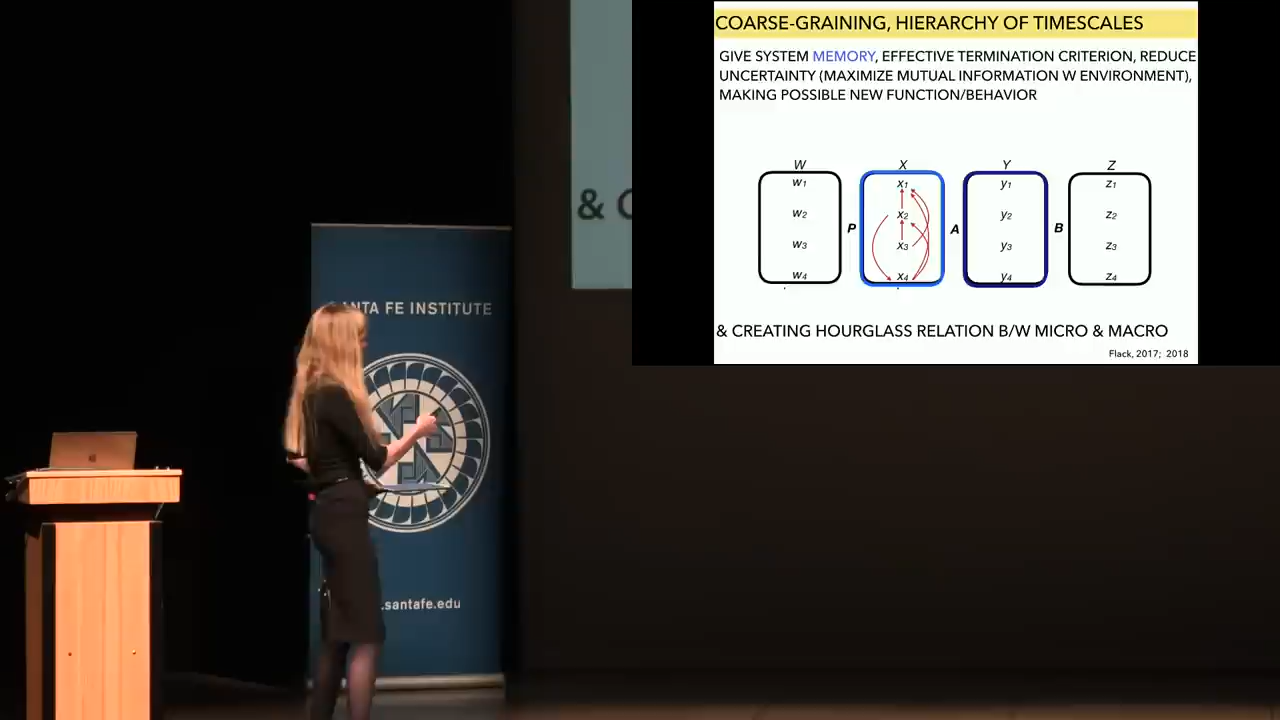 COARSE-GRAINING, HIERARCHY OF TIMESCALES
GIVE SYSTEM MEMORY, EFFECTIVE TERMINATION CRITERION, REDUCE
UNCERTAINTY (MAXIMIZE MUTUAL INFORMATION W ENVIRONMENT),
MAKING POSSIBLE NEW FUNCTION/BEHAVIOR
W X Y Z
w1 x1 y1 z1
w2 x2 y2 z2
P A B
w3 x3 y3 z3
w4 x4 y4 z4
& CREATING HOURGLASS RELATION B/W MICRO & MACRO
Flack, 2017; 2018
& C
SANTA FE INSTITUTE
.santafe.edu